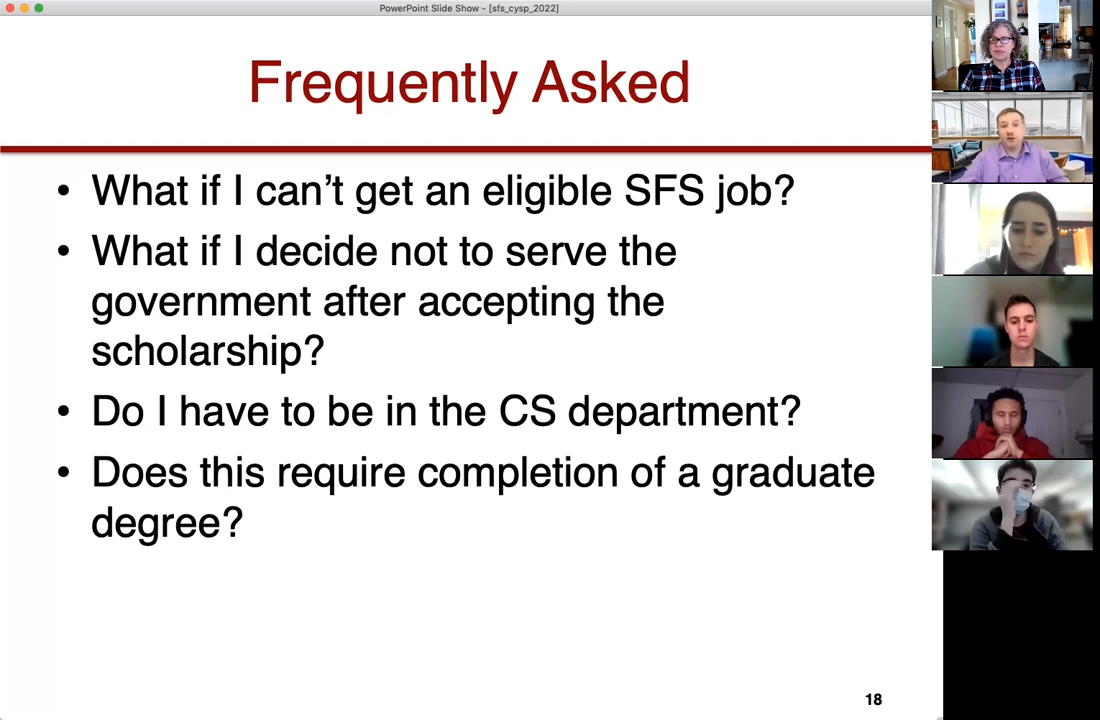 PowerPoint Slide Show - [sfs_cysp_2022]
Frequently Asked
• What if I can't get an eligible SFS job?
• What if I decide not to serve the
government after accepting the
scholarship?
• Do I have to be in the CS department?
• Does this require completion of a graduate
degree?
18